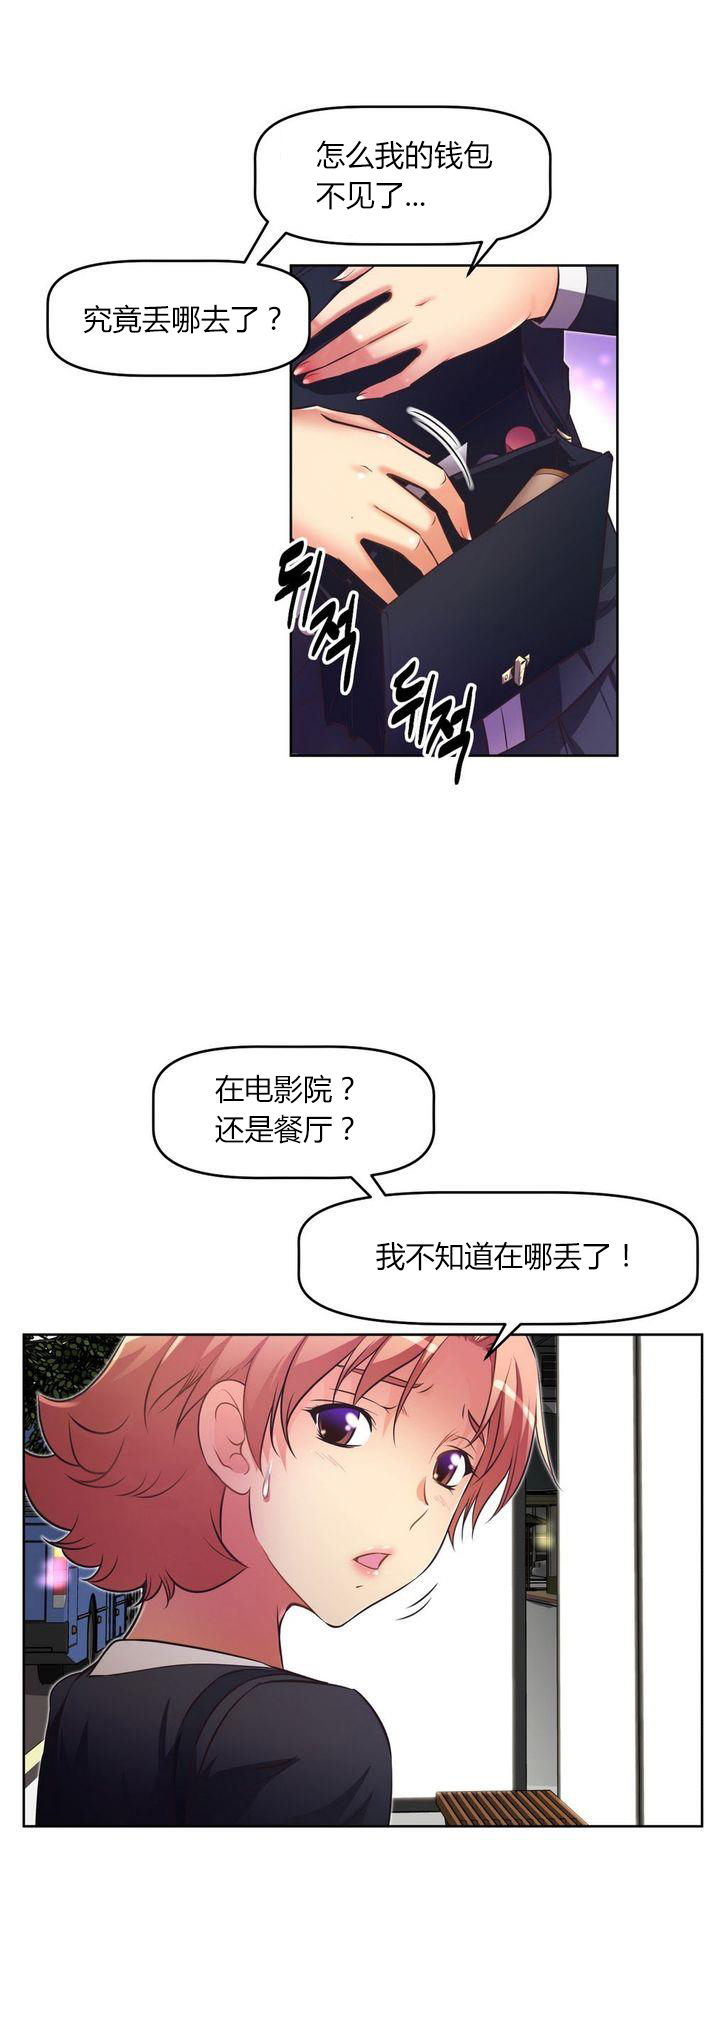 怎么我的钱包
不见了...
究竟丢哪去了？
뒤적
뒤적
在电影院？
还是餐厅？
我不知道在哪丢了！